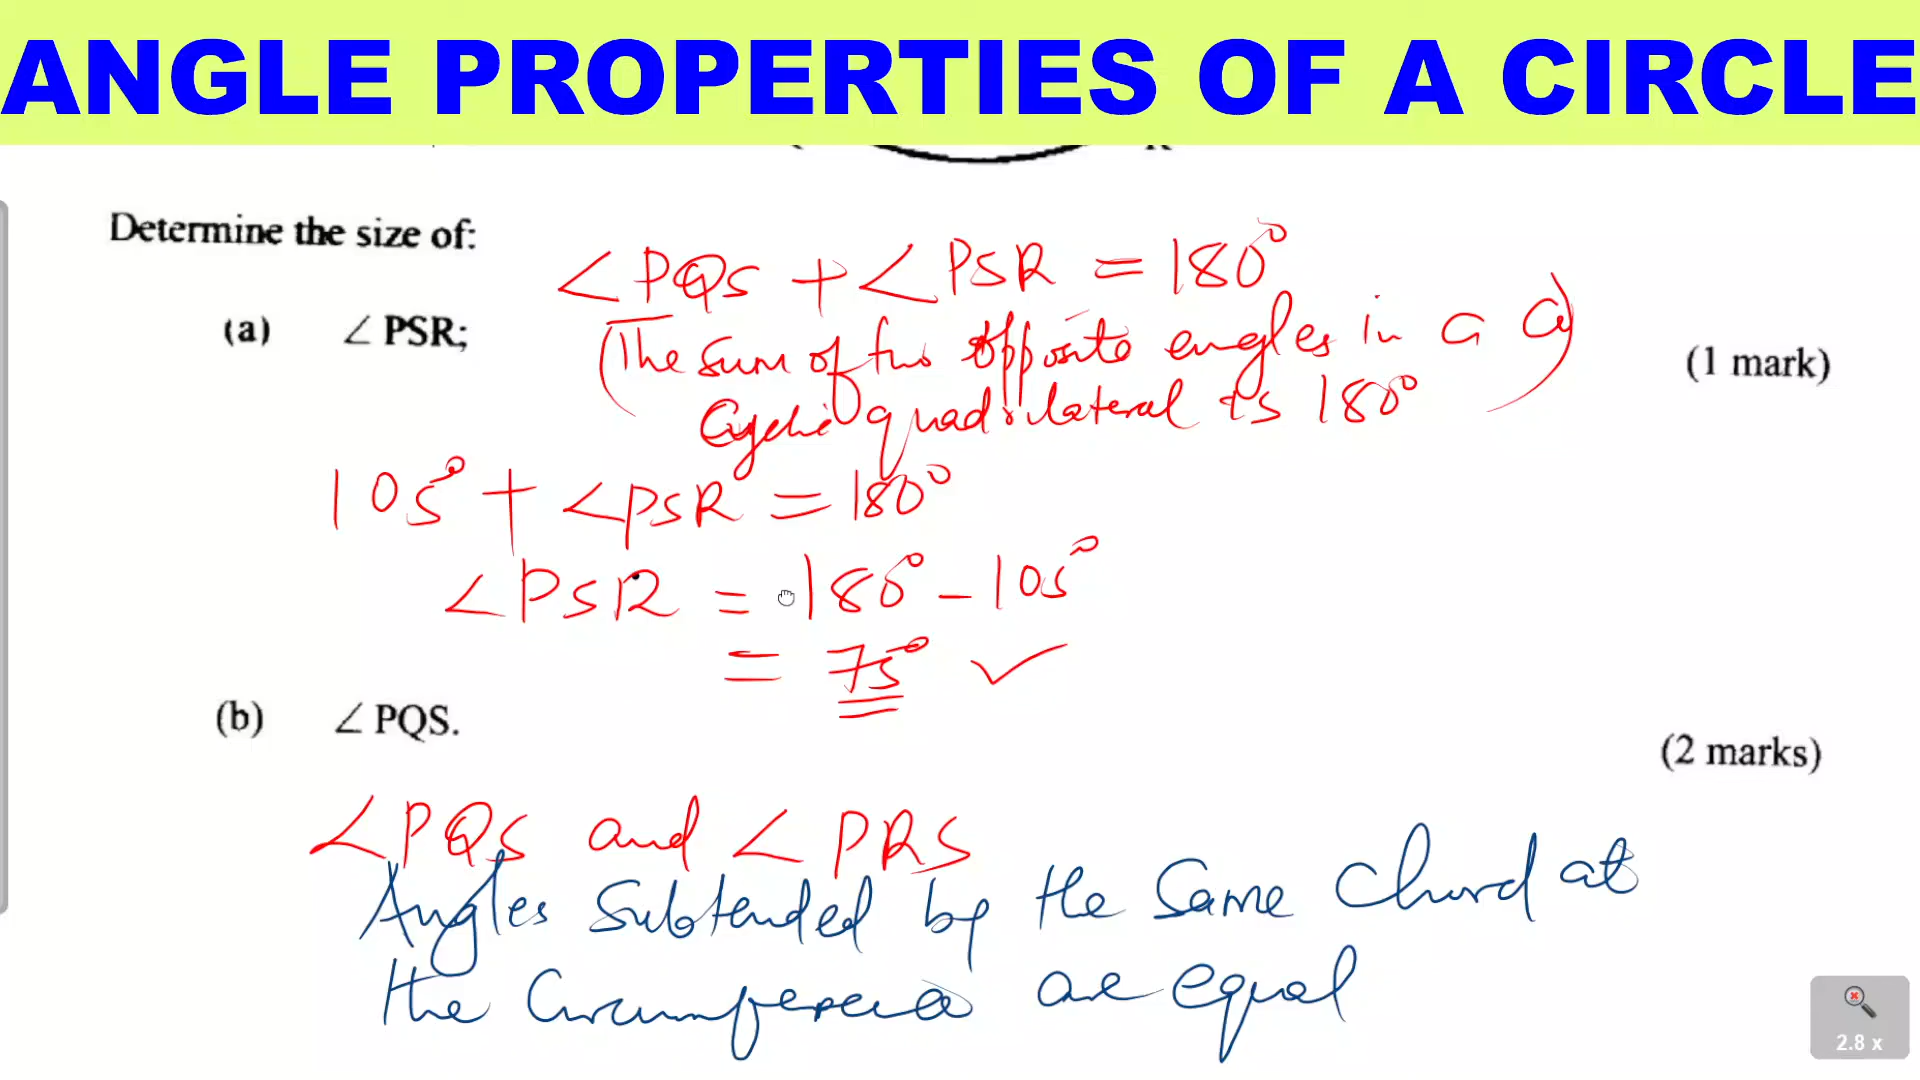 ANGLE PROPERTIES OF A CIRCLE
Determine the size of:
∠PQS + ∠PSR = 180°
(a) ∠ PSR;
(The sum of two opposite angles in a cy)
(1 mark)
Cyclic quadrilateral is 180°
105° + ∠PSR = 180°
∠PSR = 180° - 105°
= 75° ✓
(b) ∠ PQS.
(2 marks)
∠PQS and ∠PRS
Angles subtended by the same chord at
the circumference are equal
2.8 x